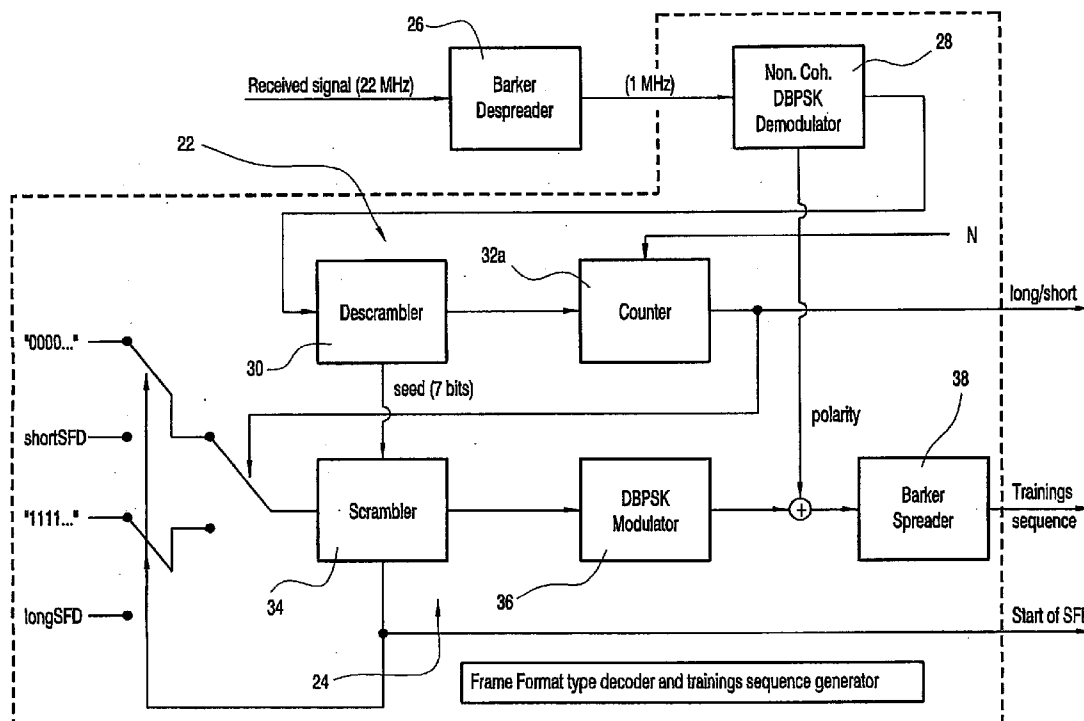 26
28
Received signal (22 MHz)
Barker
Despreader
(1 MHz)
Non. Coh.
DBPSK
Demodulator
22
32a
N
Descrambler
Counter
long/short
"0000..."
30
seed (7 bits)
polarity
38
shortSFD
Scrambler
DBPSK
Modulator
Barker
Spreader
Trainings
sequence
"1111..."
34
36
longSFD
24
Start of SF
Frame Format type decoder and trainings sequence generator